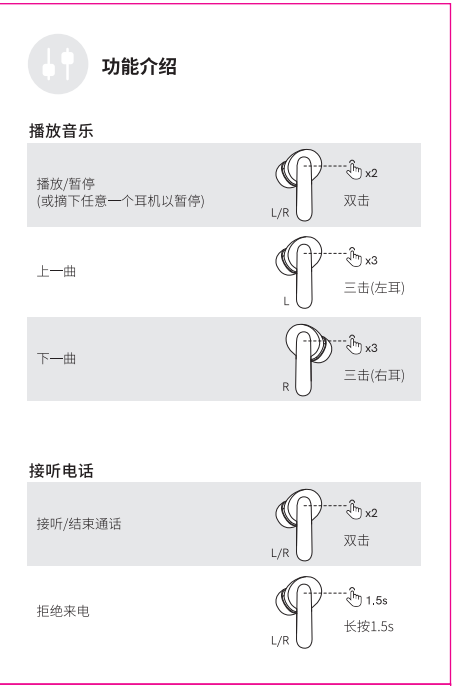 功能介绍
播放音乐
播放/暂停
(或摘下任意一个耳机以暂停)
L/R
x2
双击
上一曲
L
x3
三击(左耳)
下一曲
R
x3
三击(右耳)
接听电话
接听/结束通话
L/R
x2
双击
拒绝来电
L/R
1.5s
长按1.5s